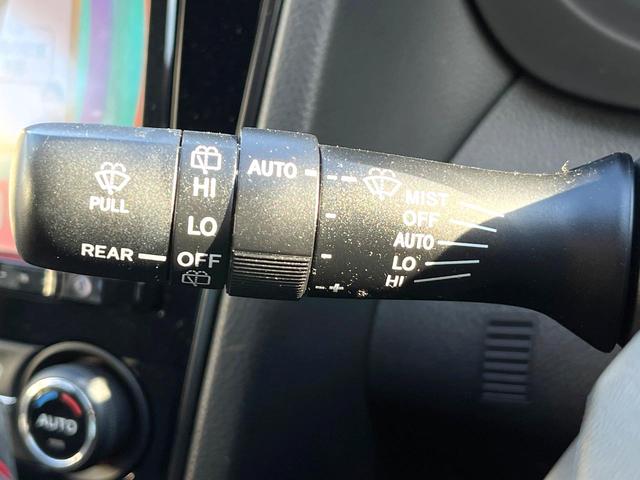 PULL
REAR
HI
LO
OFF
AUTO
- --
-
-
-- +
MIST
OFF
AUTO
LO
HI
AUTO